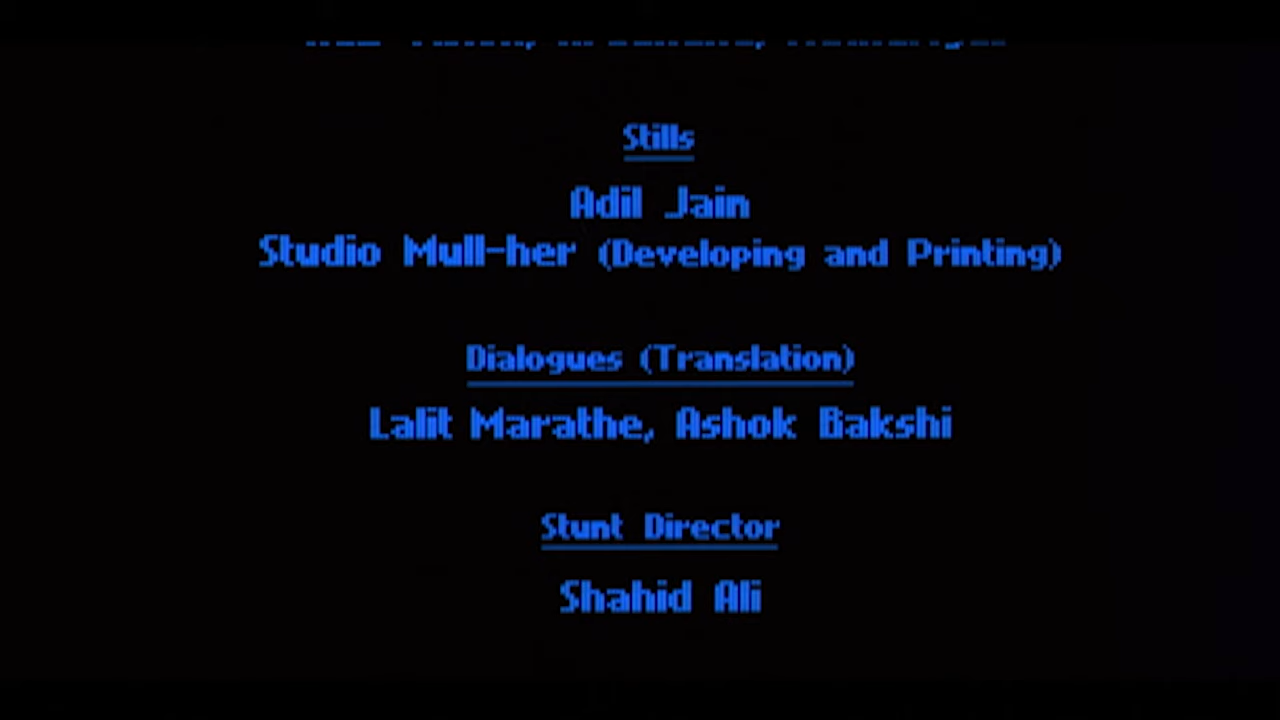 Stills
Adil Jain
Studio Mull-her (Developing and Printing)
Dialogues (Translation)
Lalit Marathe, Ashok Bakshi
Stunt Director
Shahid Ali